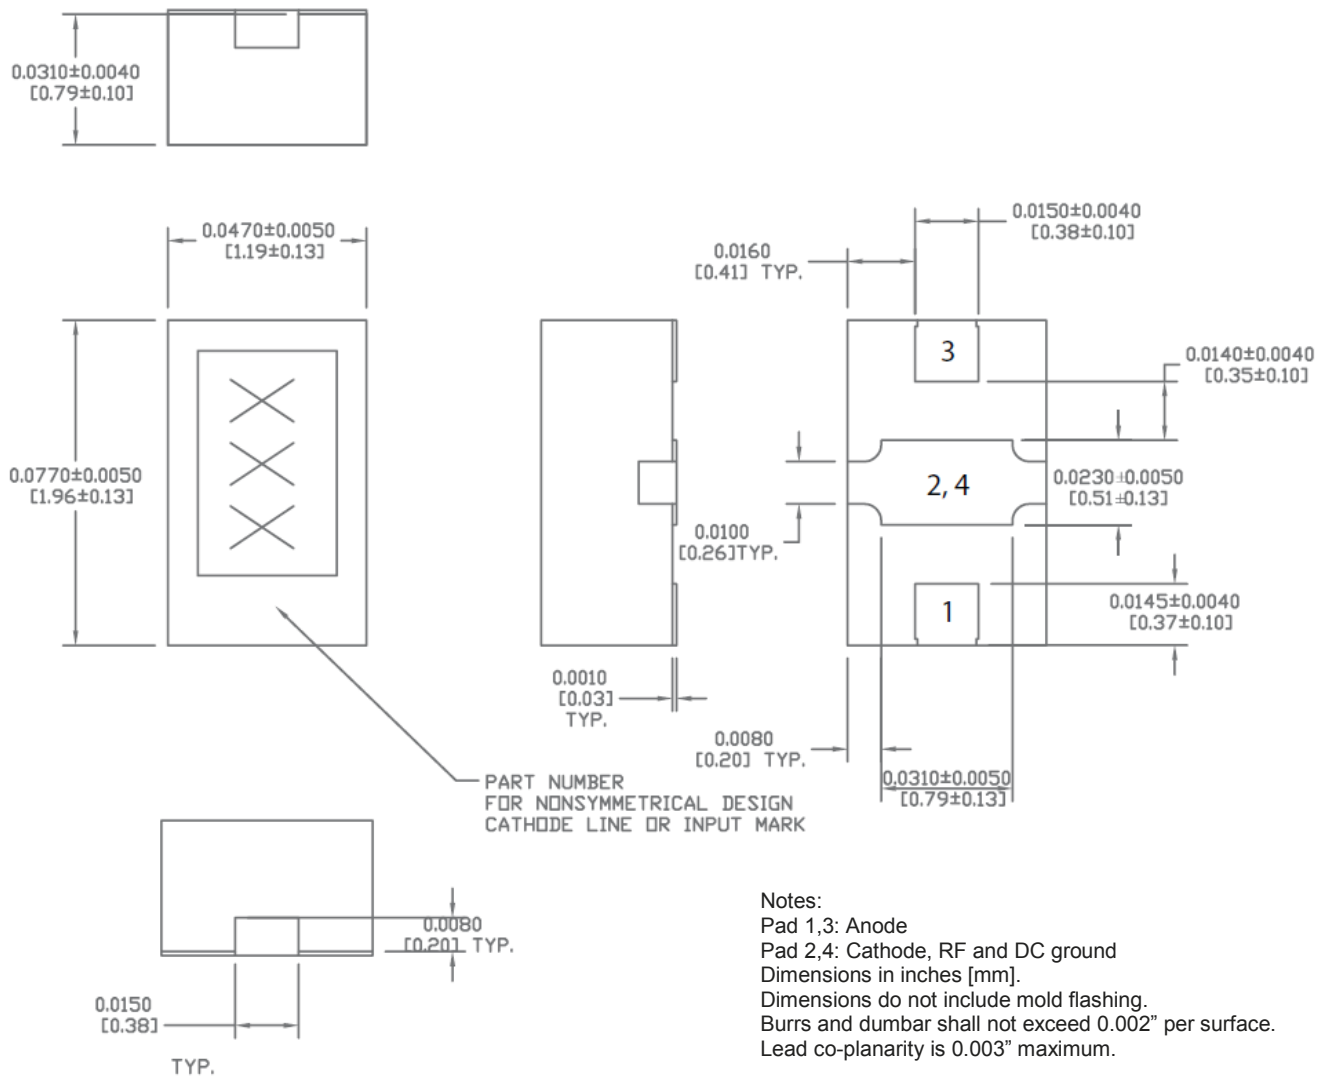 0.0310±0.0040
[0.79±0.10]
0.0470±0.0050
[1.19±0.13]
0.0150±0.0040
[0.38±0.10]
0.0160
[0.41] TYP.
3
0.0140±0.0040
[0.35±0.10]
0.0770±0.0050
[1.96±0.13]
2, 4
0.0230±0.0050
[0.51±0.13]
0.0100
[0.26]TYP.
1
0.0145±0.0040
[0.37±0.10]
0.0010
[0.03]
TYP.
0.0080
[0.20] TYP.
0.0310±0.0050
[0.79±0.13]
PART NUMBER
FOR NONSYMMETRICAL DESIGN
CATHODE LINE OR INPUT MARK
0.0080
[0.20] TYP.
0.0150
[0.38]
TYP.
Notes:
Pad 1,3: Anode
Pad 2,4: Cathode, RF and DC ground
Dimensions in inches [mm].
Dimensions do not include mold flashing.
Burrs and dumbar shall not exceed 0.002” per surface.
Lead co-planarity is 0.003” maximum.